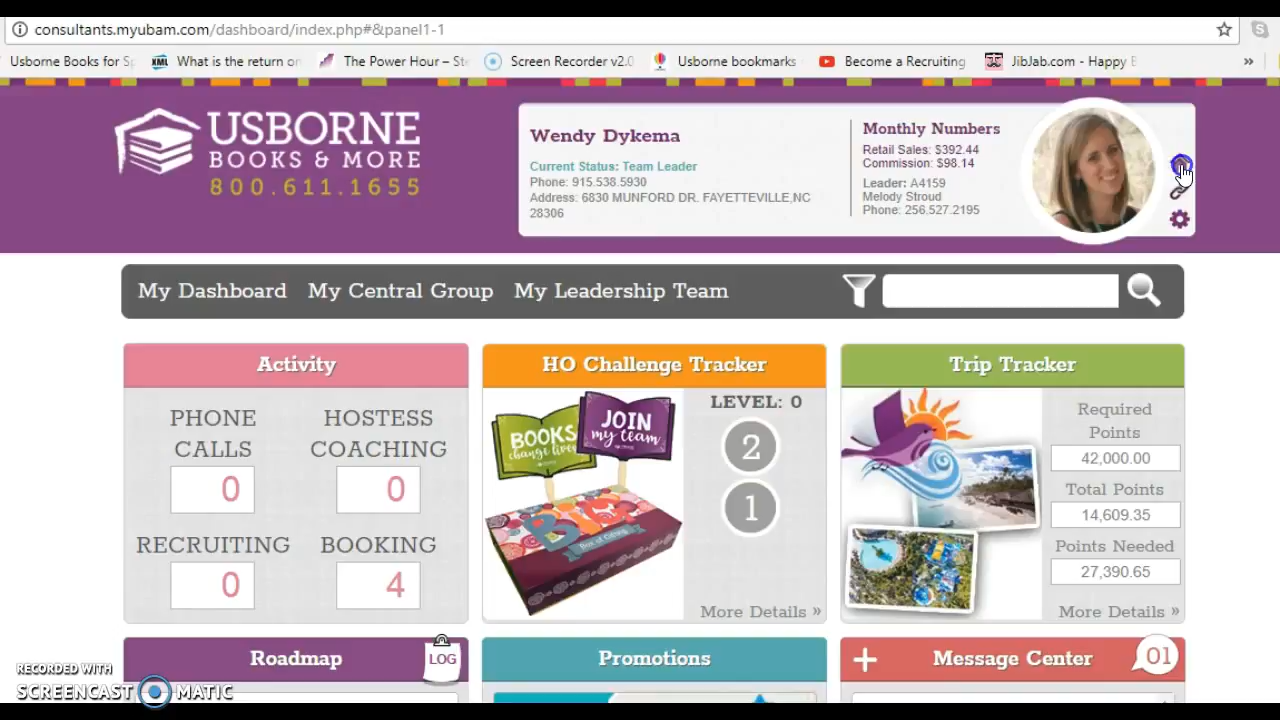 consultants.myubam.com/dashboard/index.php#&panel1-1
Usborne Books for S
What is the return on
The Power Hour – Ste
Screen Recorder v2.0
Usborne bookmarks
Become a Recruiting
JibJab.com - Happy B
»
USBORNE
BOOKS & MORE
800.611.1655
Wendy Dykema
Current Status: Team Leader
Phone: 915.538.5930
Address: 6830 MUNFORD DR. FAYETTEVILLE,NC
28306
Monthly Numbers
Retail Sales: $392.44
Commission: $98.14
Leader: A4159
Melody Stroud
Phone: 256.527.2195
My Dashboard My Central Group My Leadership Team
Activity
PHONE
CALLS
0
HOSTESS
COACHING
0
RECRUITING
0
BOOKING
4
HO Challenge Tracker
BOOKS
change lives
JOIN
my team
Box of Gifting
LEVEL: 0
2
1
More Details »
Trip Tracker
Required
Points
42,000.00
Total Points
14,609.35
Points Needed
27,390.65
More Details »
Roadmap
LOG
Promotions
Message Center
01
RECORDED WITH
SCREENCAST MATIC